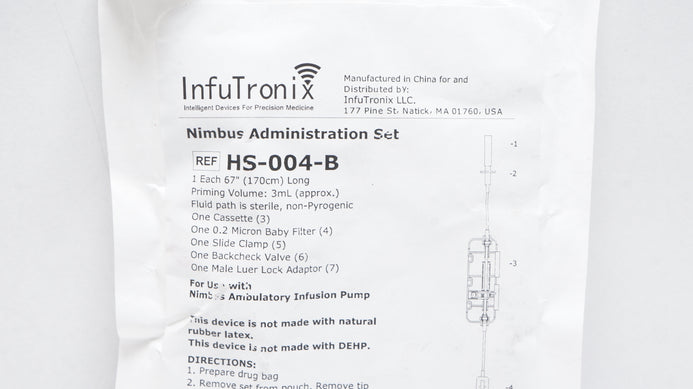 InfuTronix
Intelligent Devices For Precision Medicine
Manufactured in China for and
Distributed by:
InfuTronix LLC.
177 Pine St. Natick, MA 01760, USA
Nimbus Administration Set
REF HS-004-B
1 Each 67" (170cm) Long
Priming Volume: 3mL (approx.)
Fluid path is sterile, non-Pyrogenic
One Cassette (3)
One 0.2 Micron Baby Filter (4)
One Slide Clamp (5)
One Backcheck Valve (6)
One Male Luer Lock Adaptor (7)
For Use with
Nimbus Ambulatory Infusion Pump
This device is not made with natural
rubber latex.
This device is not made with DEHP.
DIRECTIONS:
1. Prepare drug bag
2. Remove set from pouch. Remove tip
-1
-2
-3
-4